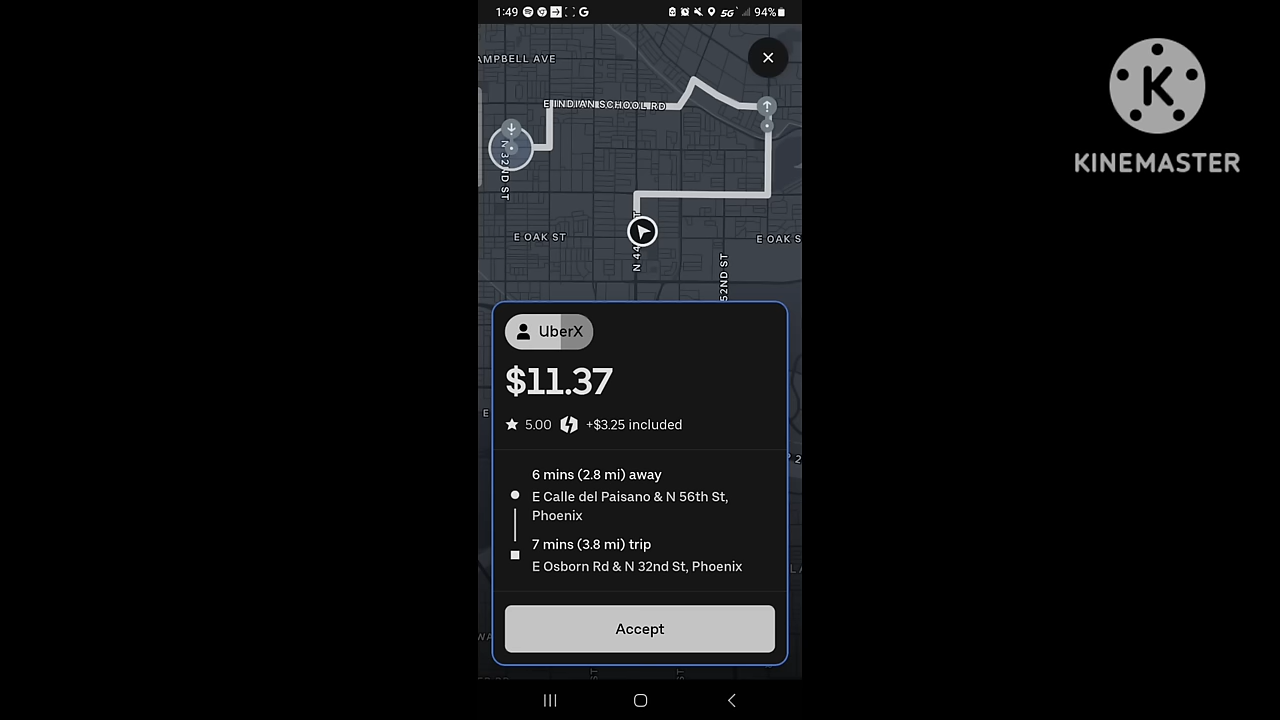 1:49
5G
94%
AMPBELL AVE
E INDIAN SCHOOL RD
N 32ND ST
E OAK ST
E OAK S
N 44
52ND ST
UberX
$11.37
5.00 +$3.25 included
6 mins (2.8 mi) away
E Calle del Paisano & N 56th St,
Phoenix
7 mins (3.8 mi) trip
E Osborn Rd & N 32nd St, Phoenix
Accept
K
KINEMASTER